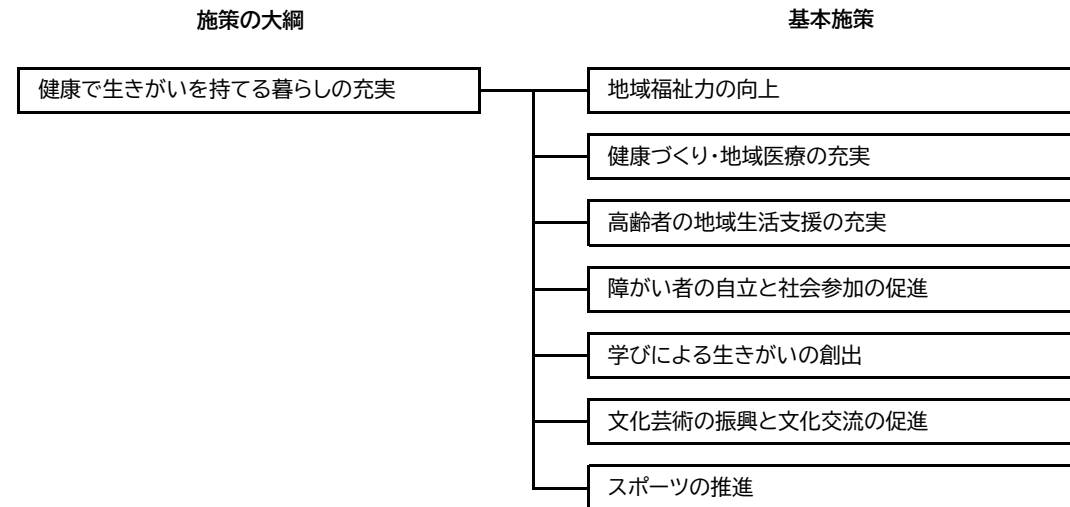 施策の大綱
基本施策
健康で生きがいを持てる暮らしの充実
地域福祉力の向上
健康づくり・地域医療の充実
高齢者の地域生活支援の充実
障がい者の自立と社会参加の促進
学びによる生きがいの創出
文化芸術の振興と文化交流の促進
スポーツの推進